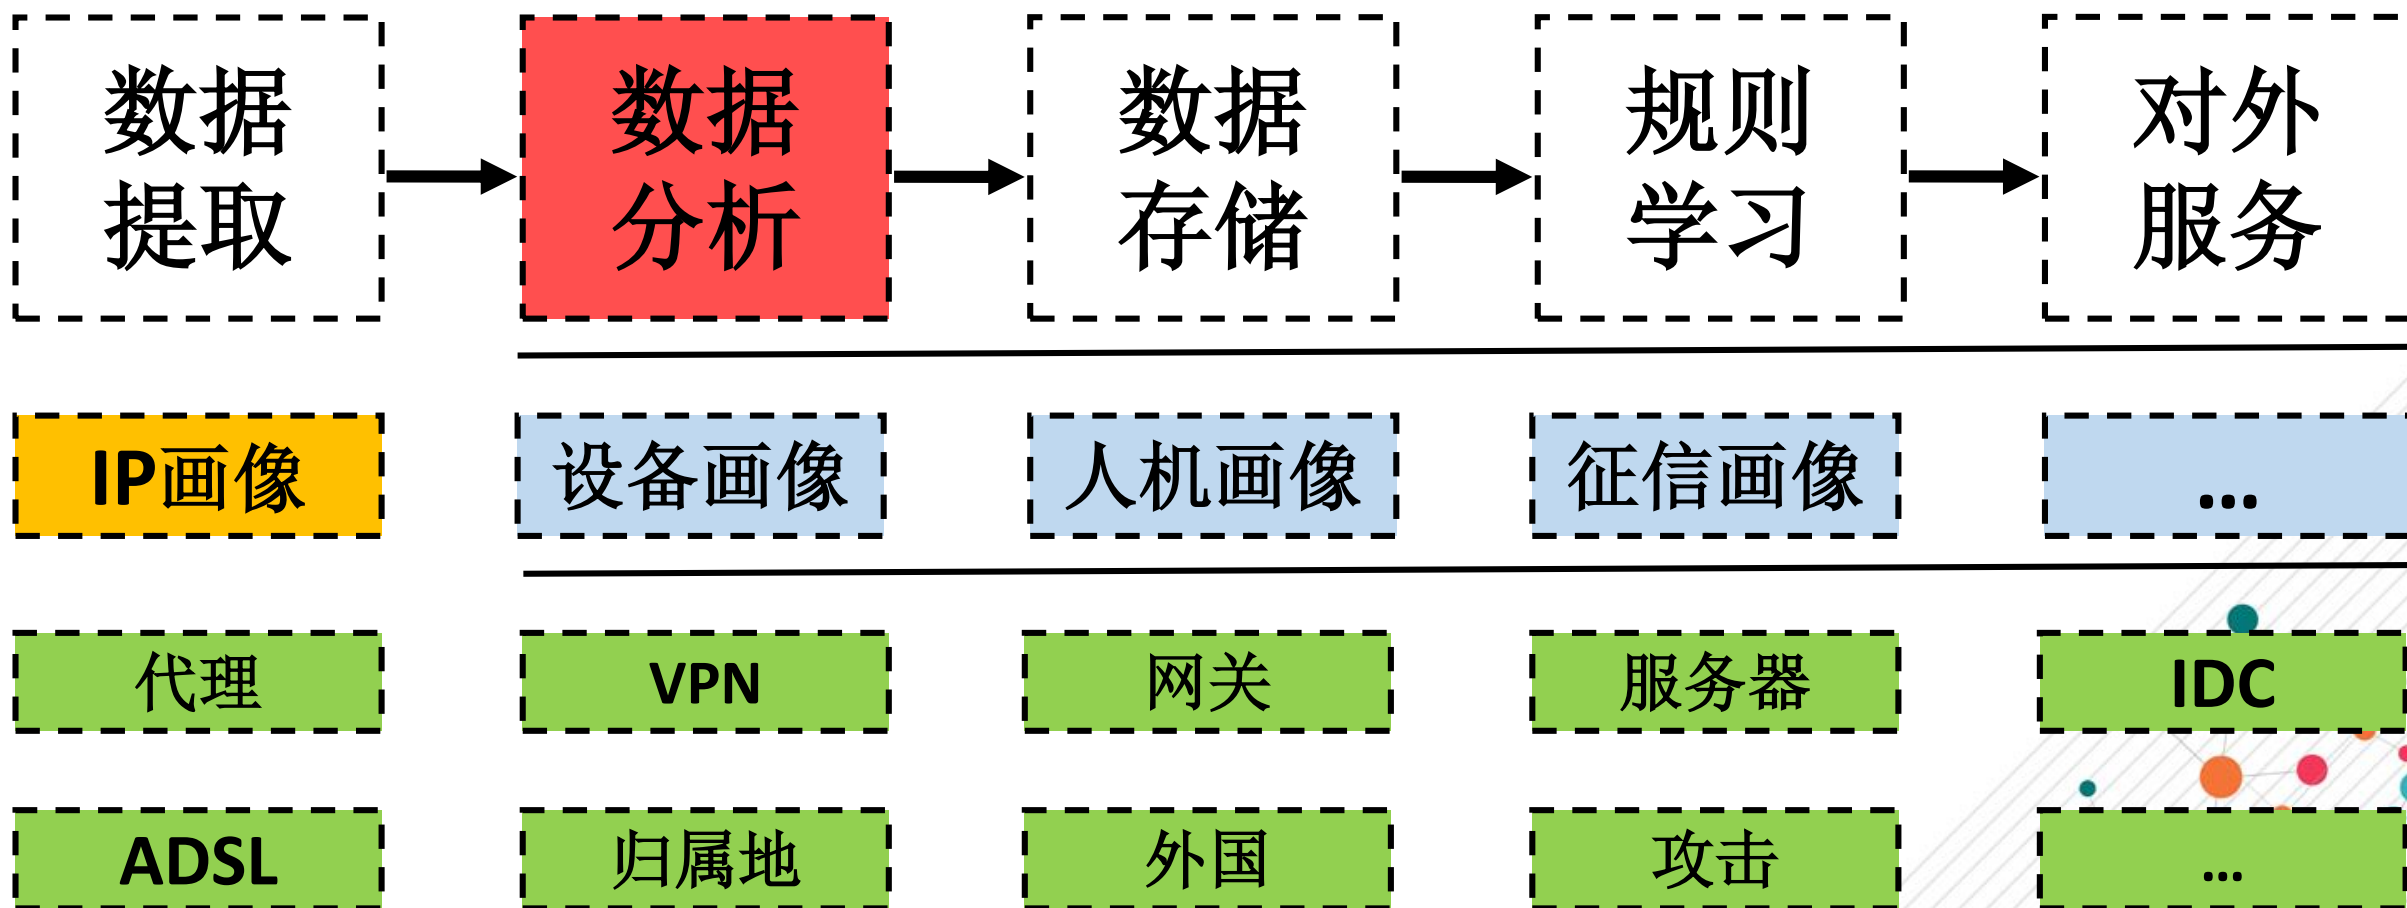 数据
提取
数据
分析
数据
存储
规则
学习
对外
服务
IP画像
设备画像
人机画像
征信画像
...
代理
VPN
网关
服务器
IDC
ADSL
归属地
外国
攻击
...